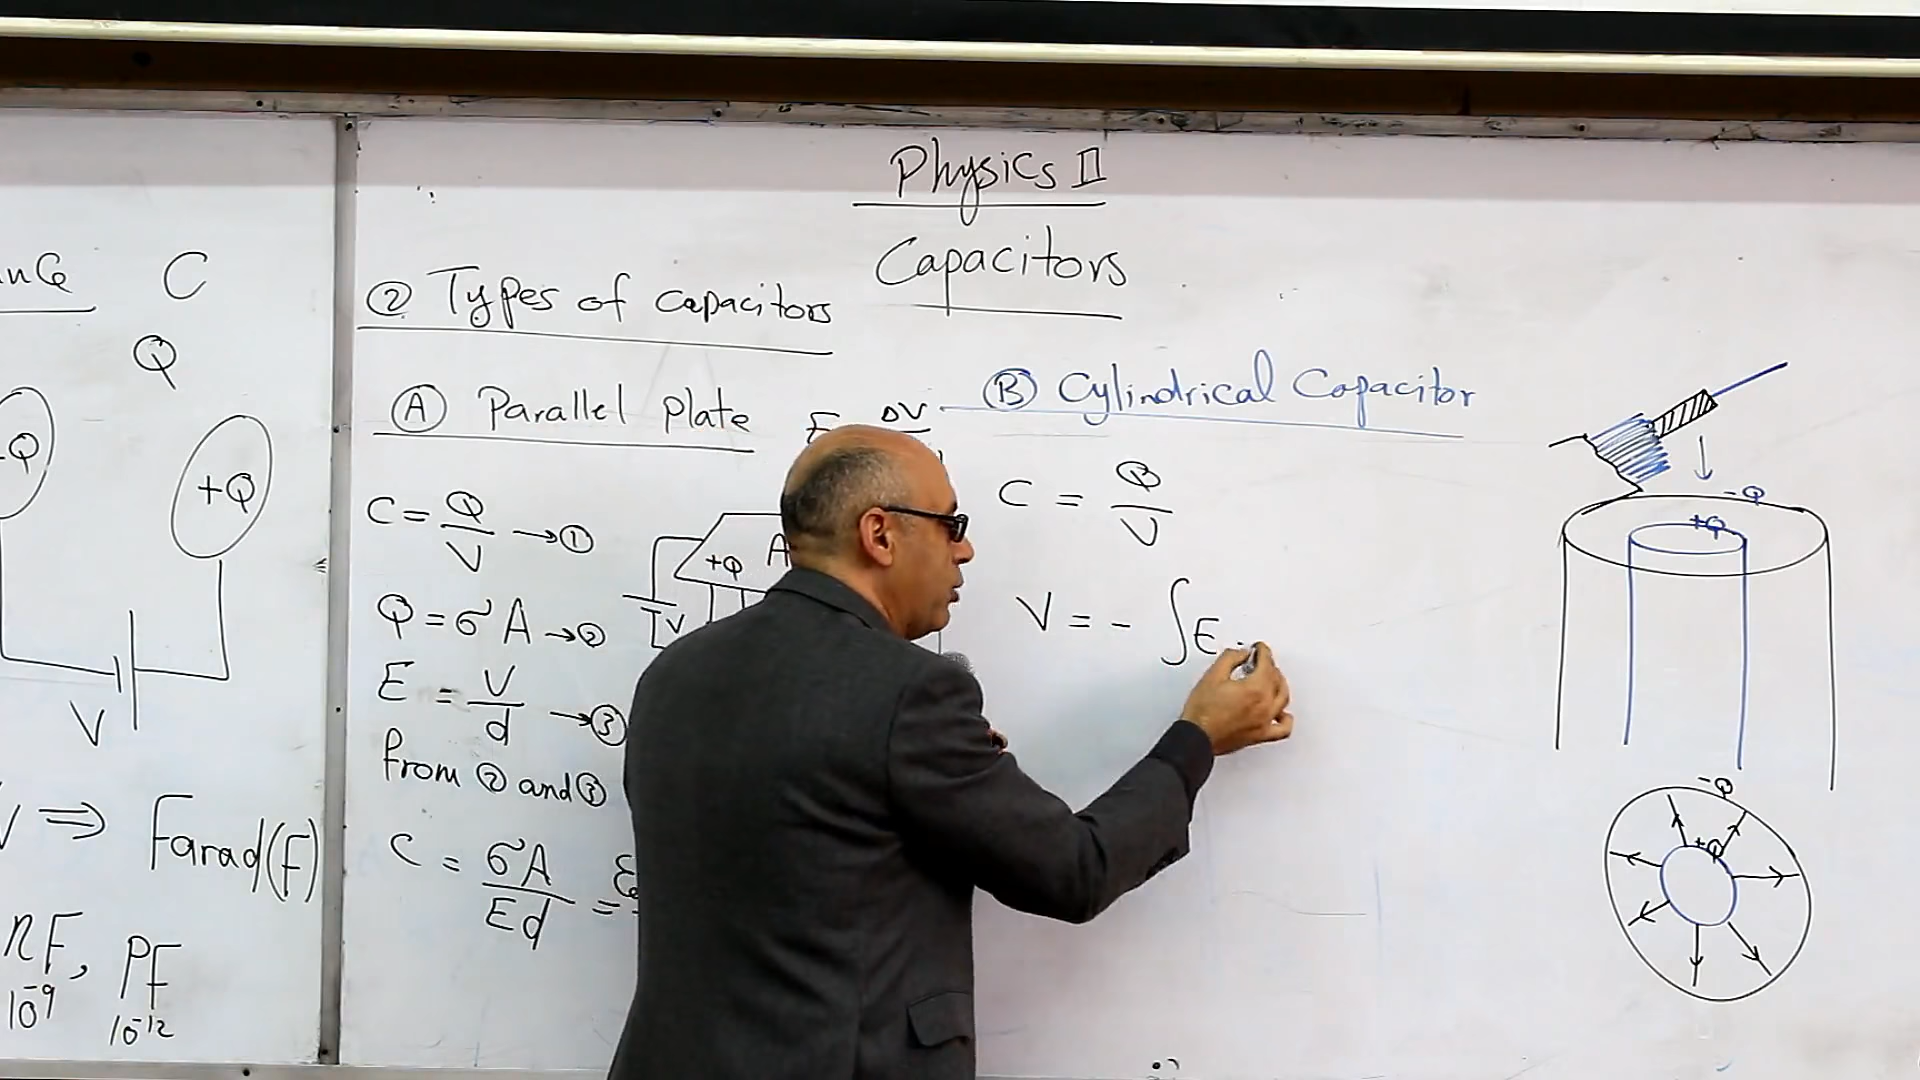 Physics II
Capacitors
C
Q
Q
+Q
V
⇒ Farad(F)
nF, PF
10^-9 10^-12
② Types of capacitors
Ⓐ Parallel plate
ΔV
C = Q/V → ①
+Q A
V
Q = σA → ②
E = V/d → ③
from ② and ③
C = σA/Ed =
Ⓑ Cylindrical Capacitor
C = Q/V
V = - ∫E.
-Q
+Q
-Q
+Q